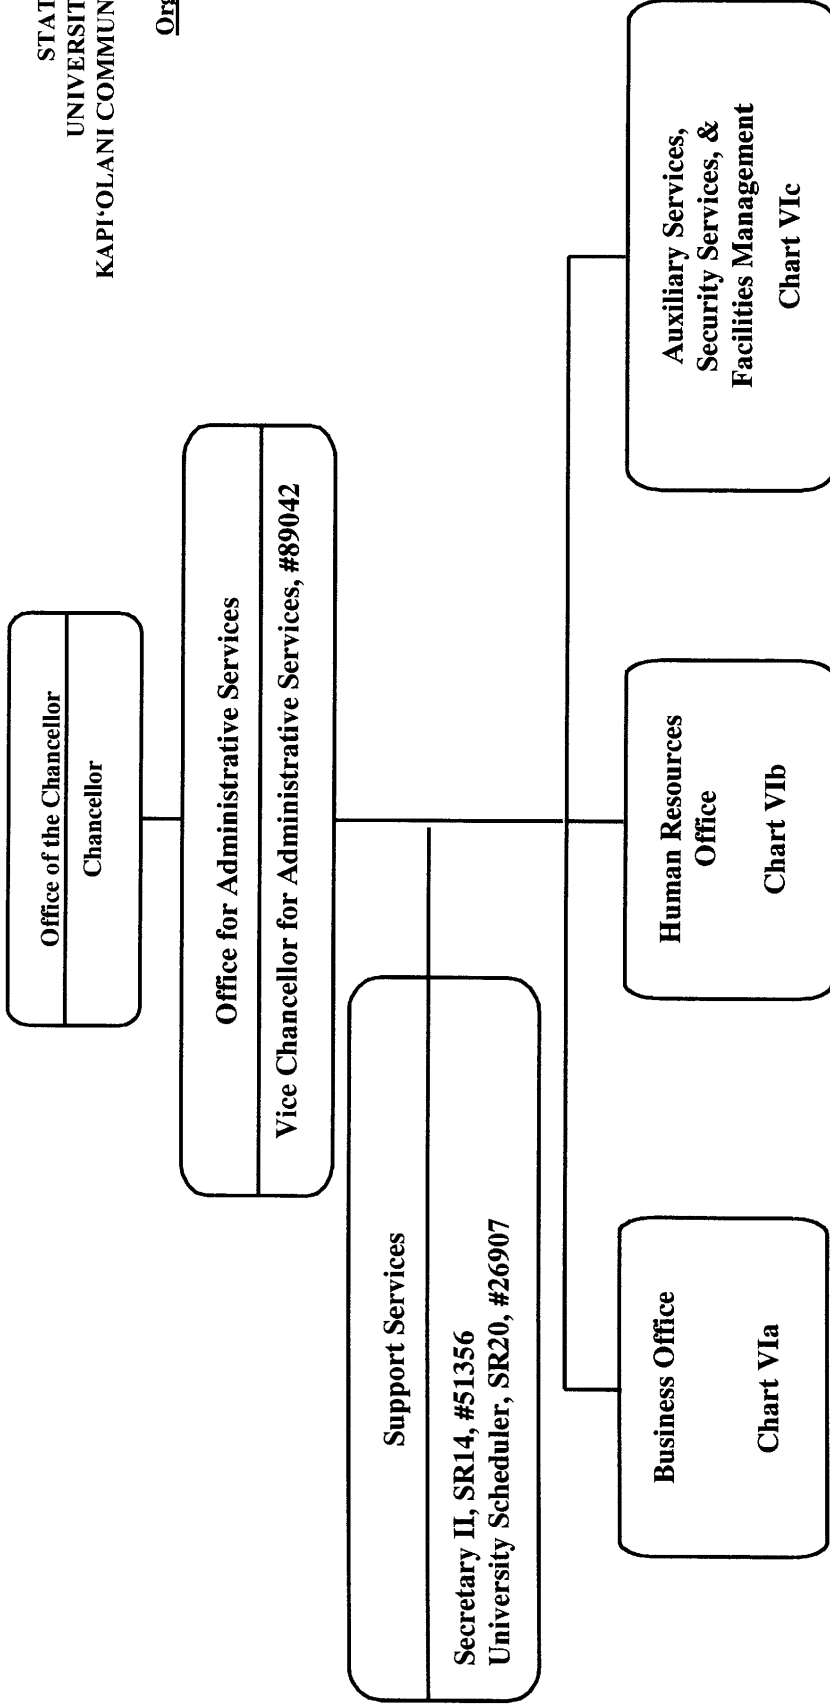 STAT
UNIVERSIT
KAPI‘OLANI COMMUN
Org
Office of the Chancellor
Chancellor
Office for Administrative Services
Vice Chancellor for Administrative Services, #89042
Support Services
Secretary II, SR14, #51356
University Scheduler, SR20, #26907
Business Office
Chart VIa
Human Resources
Office
Chart VIb
Auxiliary Services,
Security Services, &
Facilities Management
Chart VIc